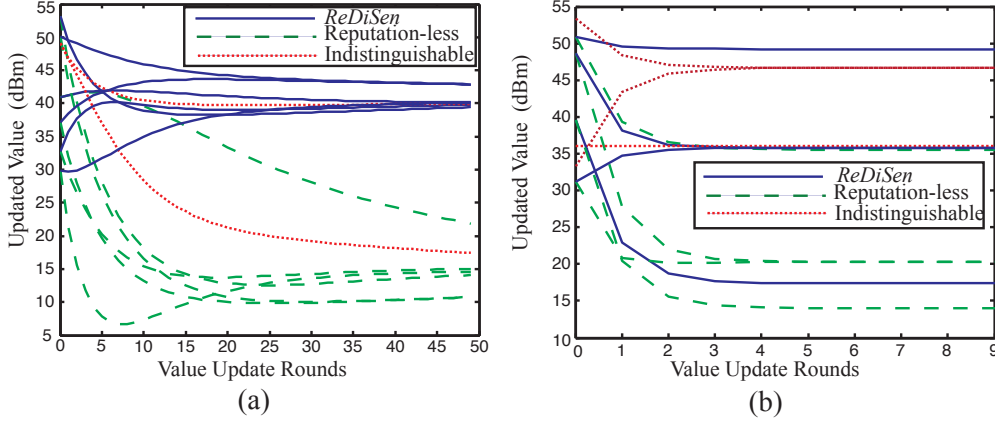 55
50
45
40
35
30
25
20
15
10
5
Updated Value (dBm)
0 5 10 15 20 25 30 35 40 45 50
Value Update Rounds
ReDiSen
Reputation-less
Indistinguishable
(a)
55
50
45
40
35
30
25
20
15
10
Updated Value (dBm)
0 1 2 3 4 5 6 7 8 9
Value Update Rounds
ReDiSen
Reputation-less
Indistinguishable
(b)